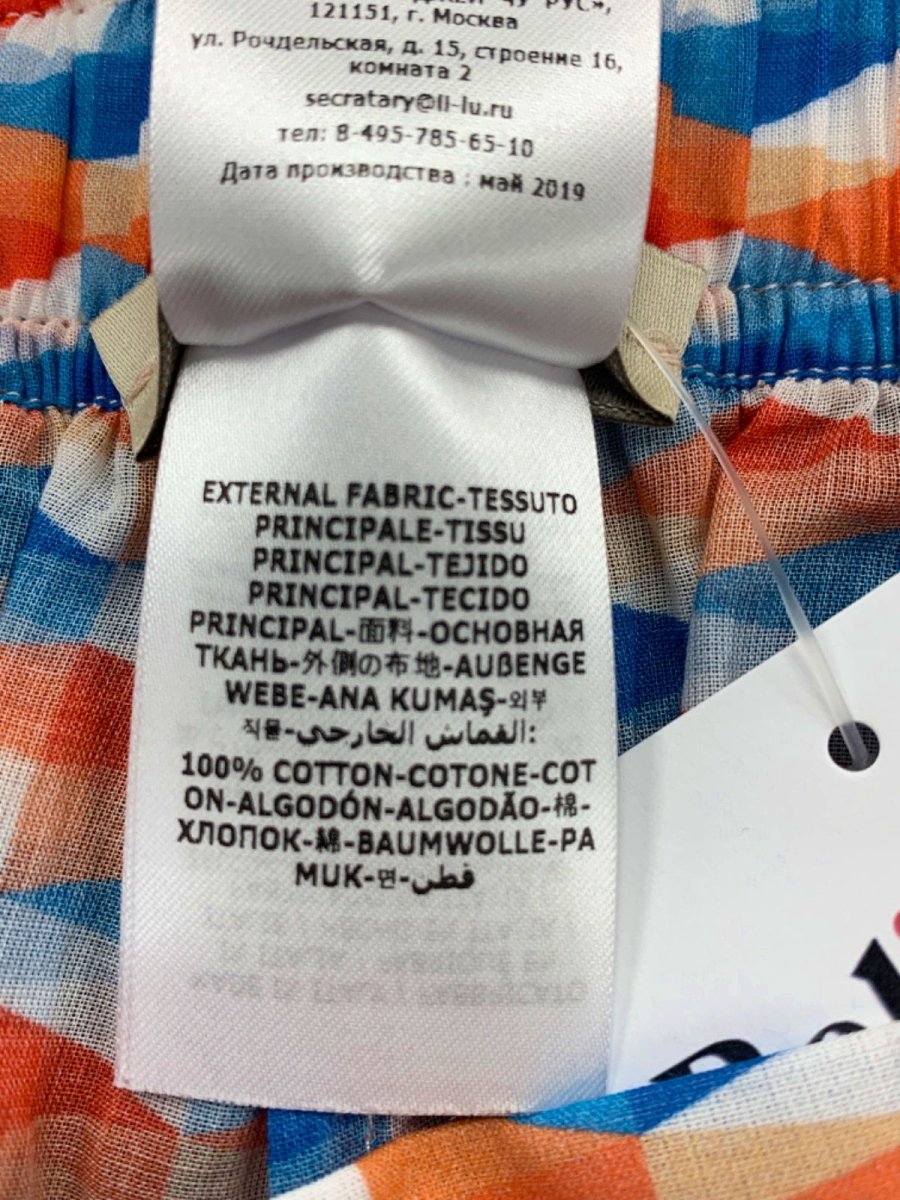 РУС»,
121151, г. Москва
ул. Рочдельская, д. 15, строение 16,
комната 2
secratary@li-lu.ru
тел: 8-495-785-65-10
Дата производства : май 2019
EXTERNAL FABRIC-TESSUTO
PRINCIPALE-TISSU
PRINCIPAL-TEJIDO
PRINCIPAL-TECIDO
PRINCIPAL-面料-ОСНОВНАЯ
ТКАНЬ-外側の布地-AUßENGE
WEBE-ANA KUMAŞ-외부
직물-القماش الخارجي:
100% COTTON-COTONE-COT
ON-ALGODÓN-ALGODÃO-棉-
ХЛОПОК-綿-BAUMWOLLE-PA
MUK-면-قطن